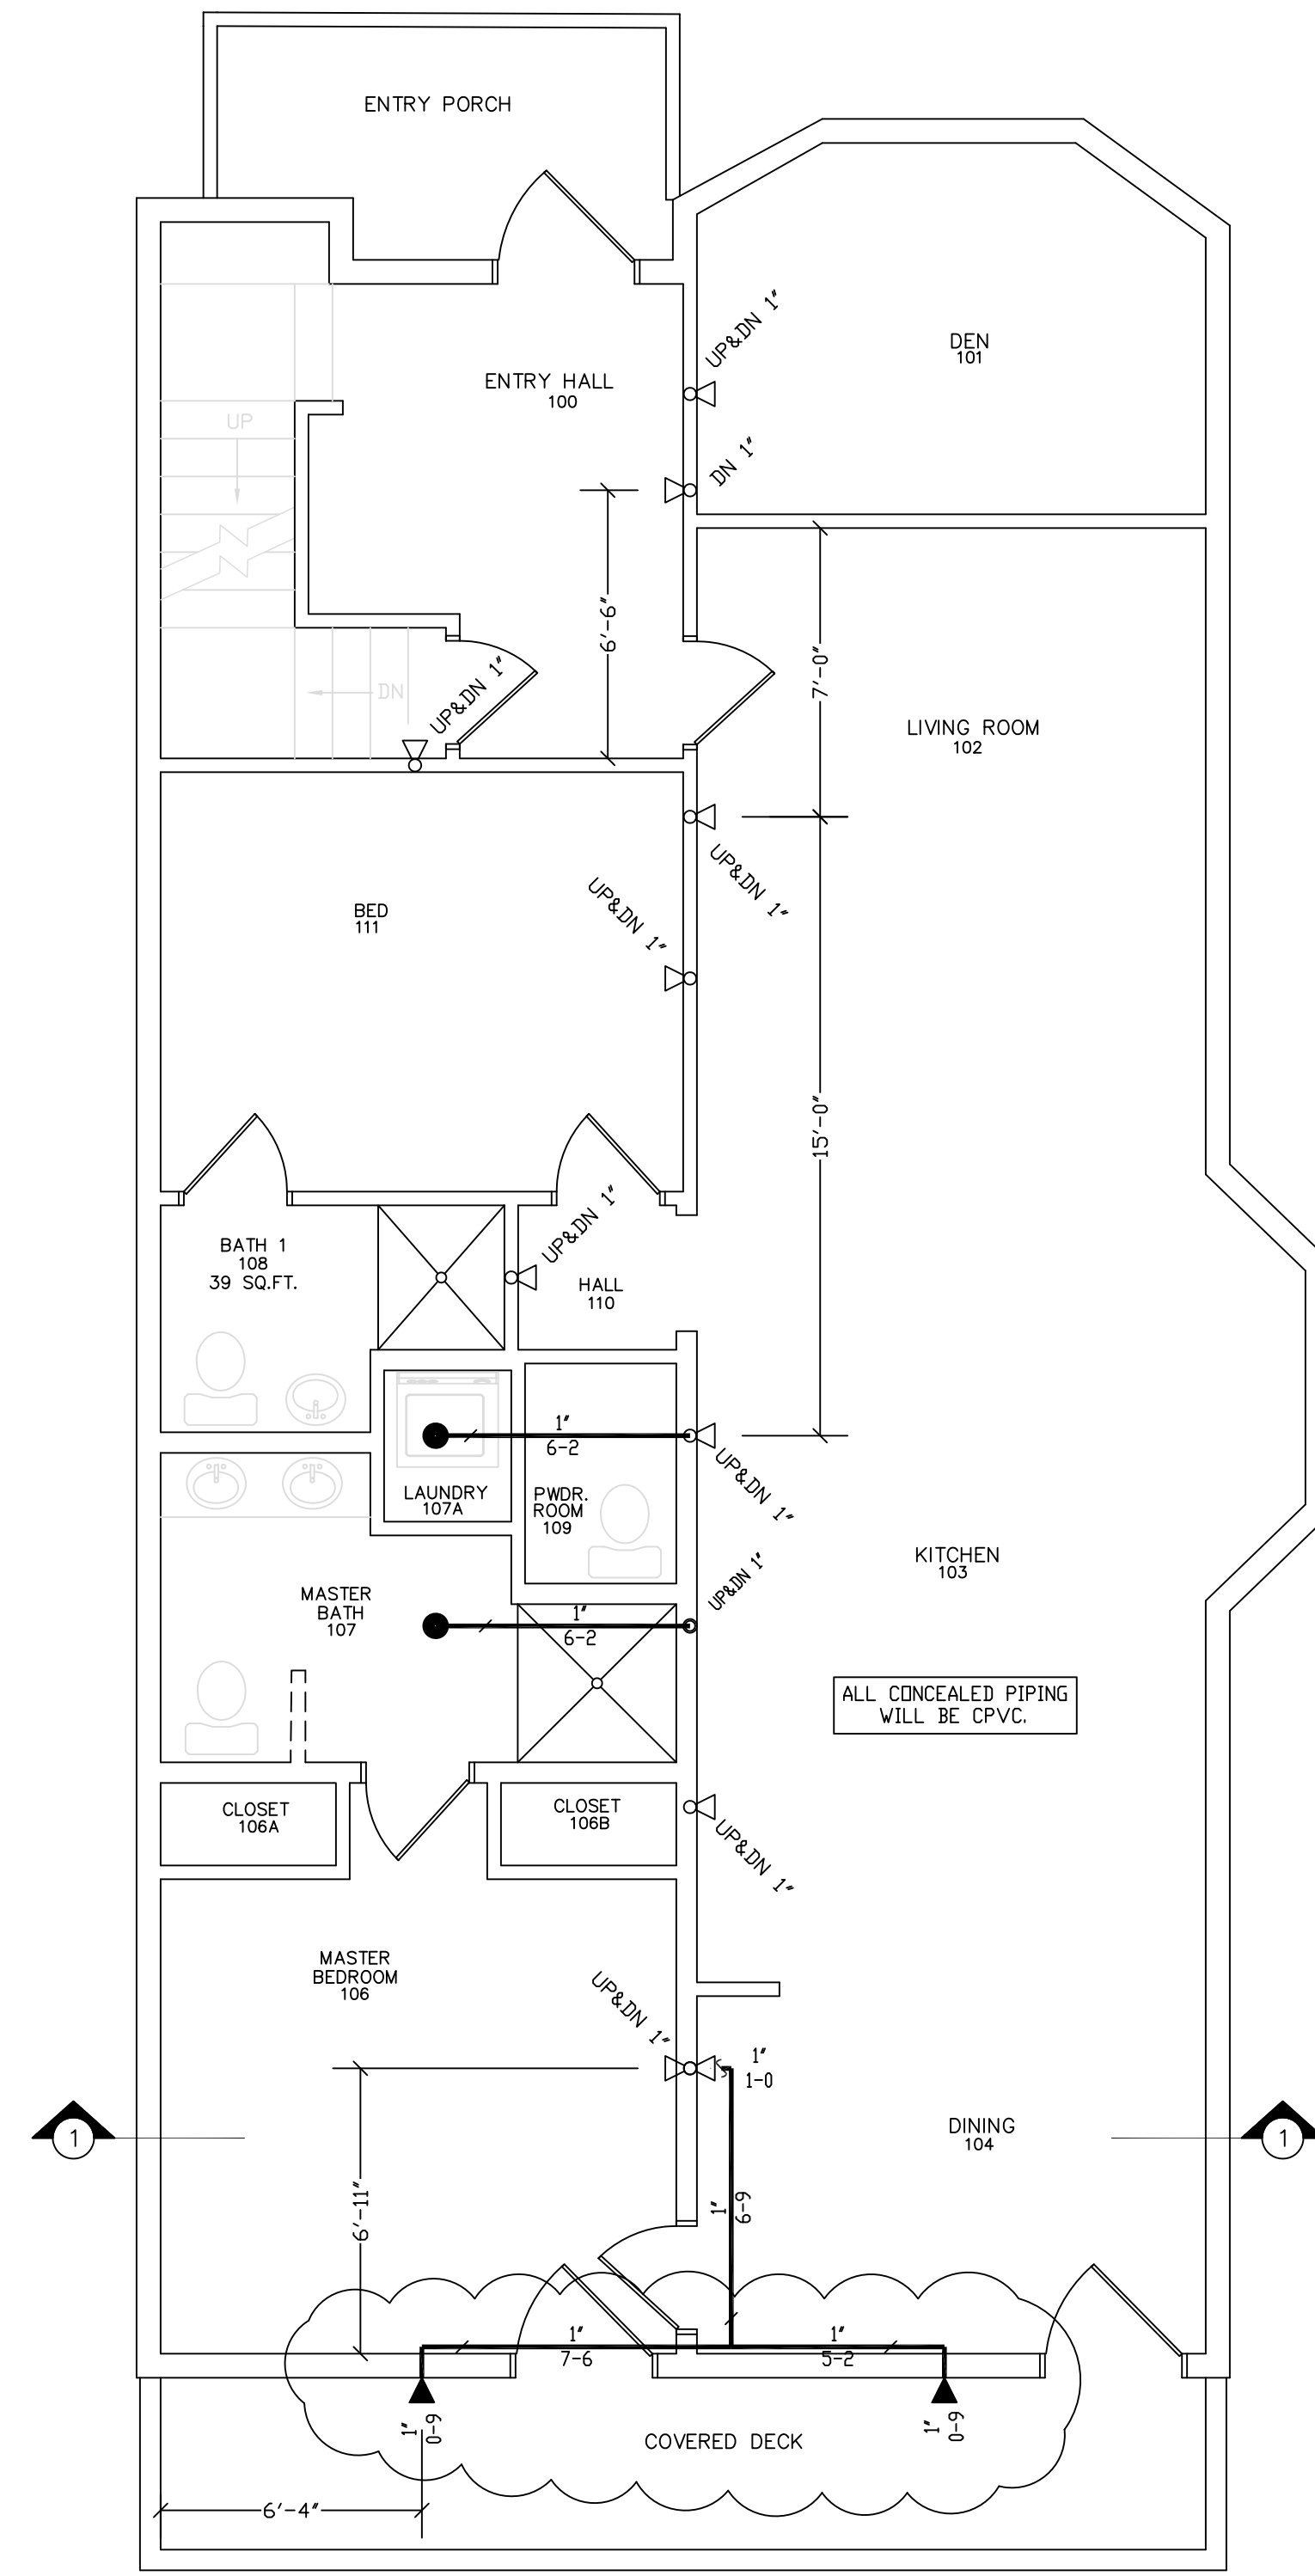 ENTRY PORCH
UP&DN 1"
DEN
101
ENTRY HALL
100
UP
DN 1"
6'-6"
7'-0"
DN
UP&DN 1"
LIVING ROOM
102
UP&DN 1"
UP&DN 1"
BED
111
15'-0"
UP&DN 1"
BATH 1
108
39 SQ.FT.
HALL
110
1"
6-2
UP&DN 1"
LAUNDRY
107A
PWDR.
ROOM
109
KITCHEN
103
UP&DN 1"
MASTER
BATH
107
1"
6-2
ALL CONCEALED PIPING
WILL BE CPVC.
CLOSET
106A
CLOSET
106B
UP&DN 1"
MASTER
BEDROOM
106
UP&DN 1"
1"
1-0
DINING
104
1
1
6'-11"
1"
6-9
1"
7-6
1"
5-2
1"
0-9
1"
0-9
COVERED DECK
6'-4"